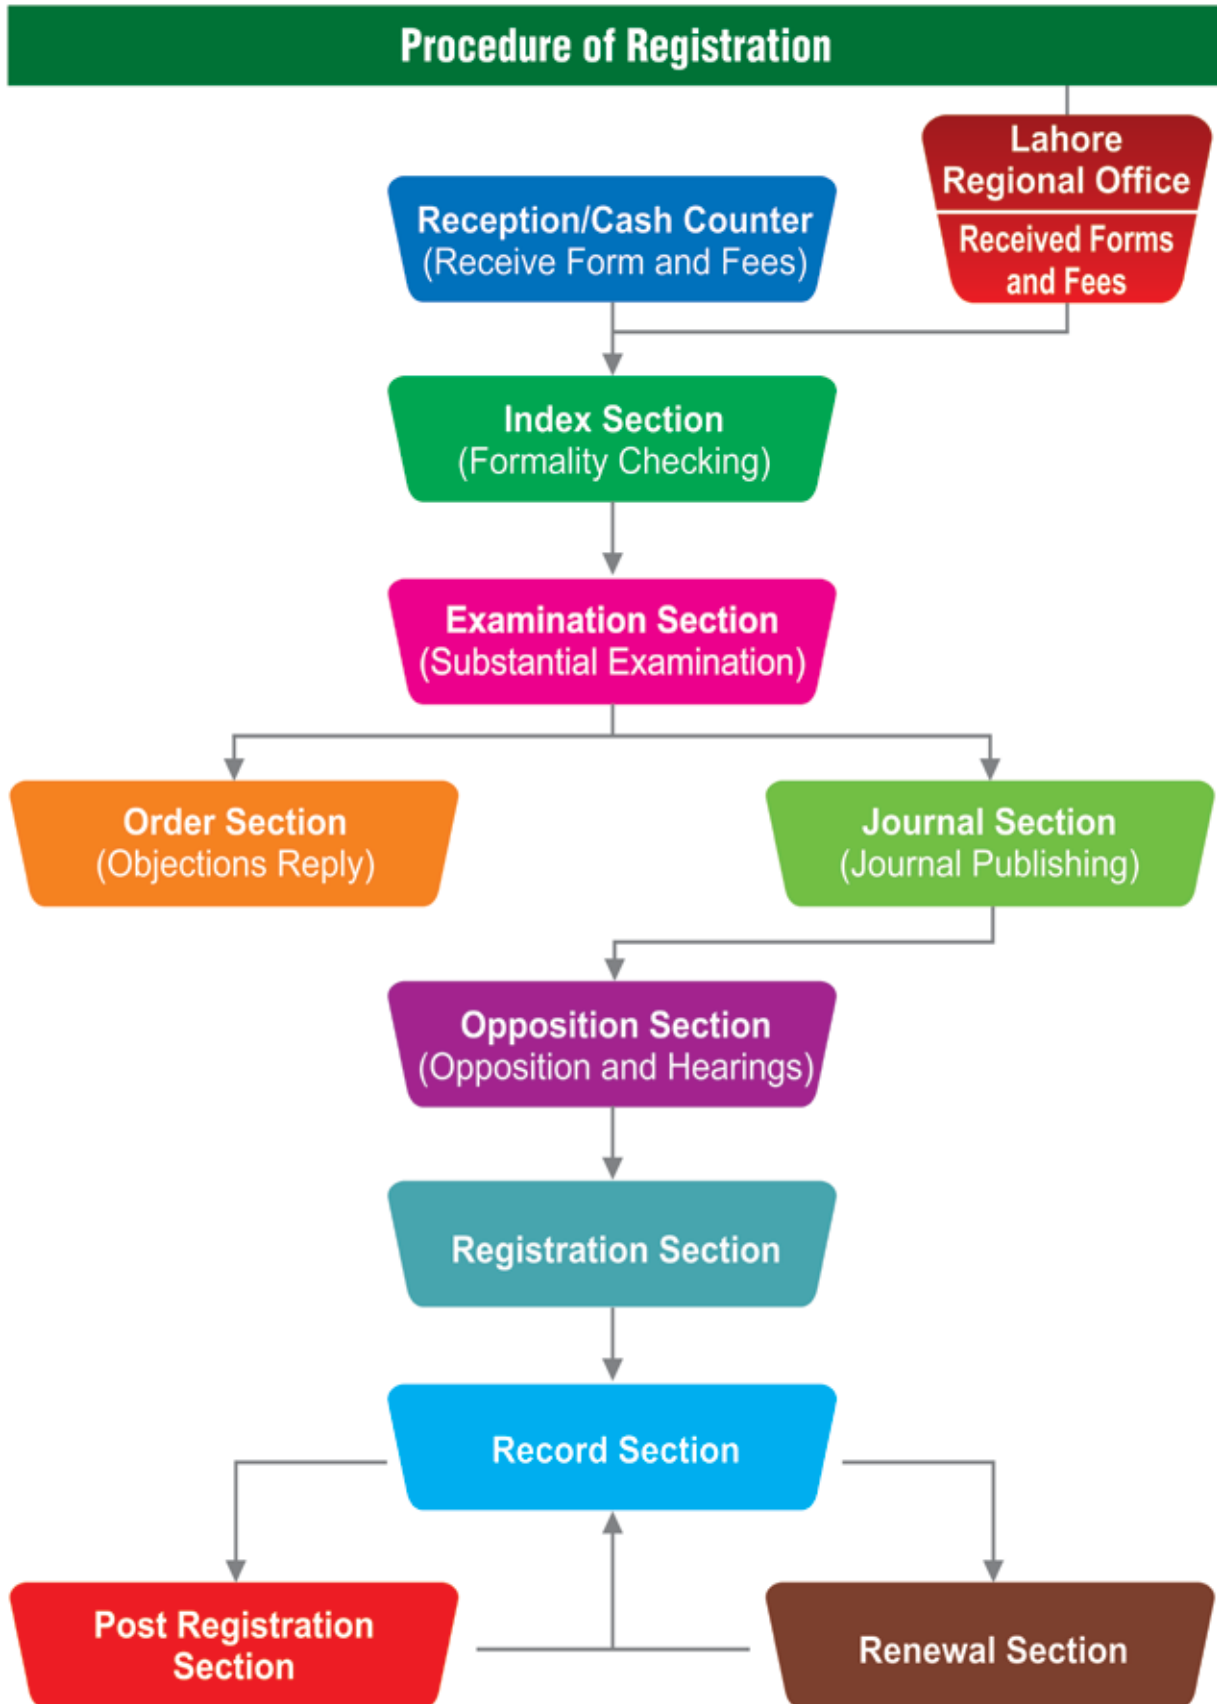 Procedure of Registration
Lahore
Regional Office
Received Forms
and Fees
Reception/Cash Counter
(Receive Form and Fees)
Index Section
(Formality Checking)
Examination Section
(Substantial Examination)
Order Section
(Objections Reply)
Journal Section
(Journal Publishing)
Opposition Section
(Opposition and Hearings)
Registration Section
Record Section
Post Registration
Section
Renewal Section